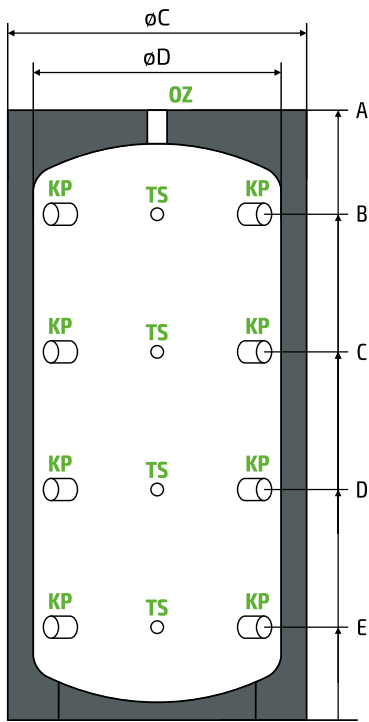 øC
øD
OZ
A
KP TS KP B
KP TS KP C
KP TS KP D
KP TS KP E